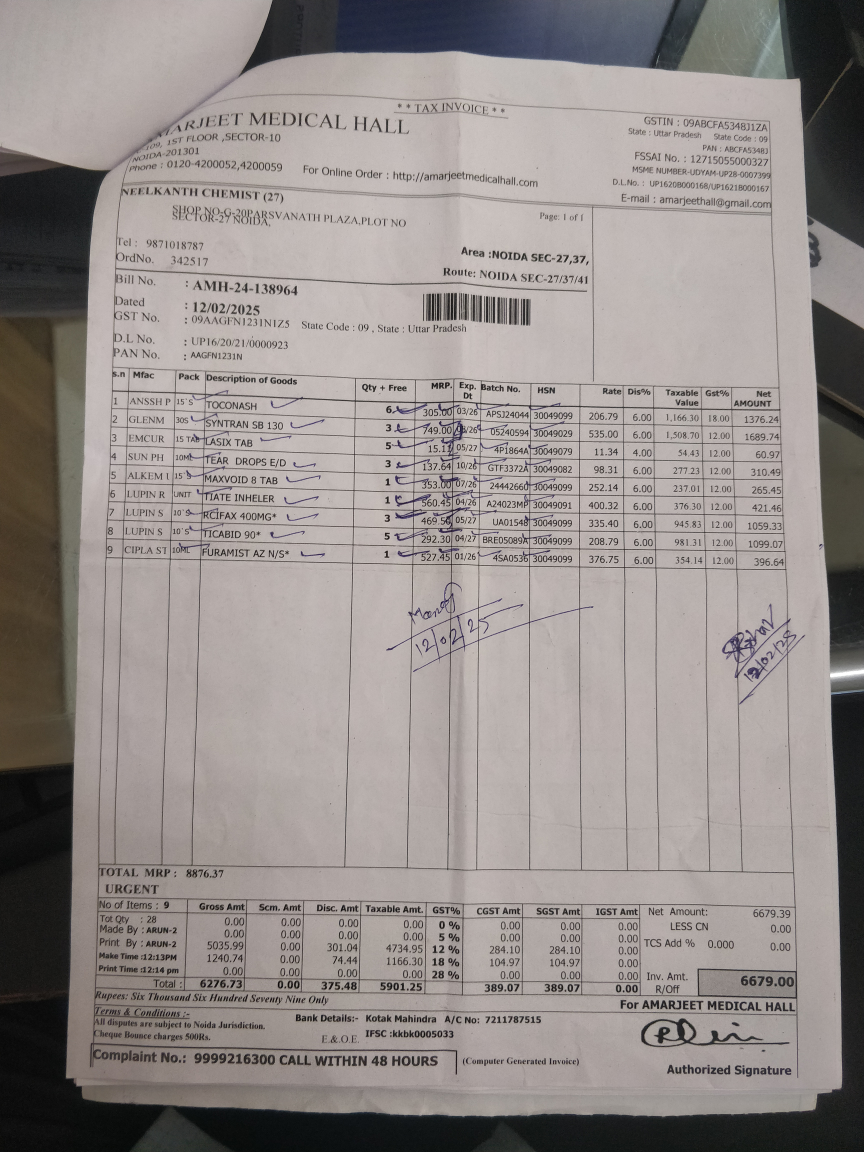 * * TAX INVOICE * *
AMARJEET MEDICAL HALL
109, 1ST FLOOR ,SECTOR-10
NOIDA-201301
Phone : 0120-4200052,4200059
For Online Order : http://amarjeetmedicalhall.com
GSTIN : 09ABCFA5348J1ZA
State : Uttar Pradesh State Code : 09
PAN : ABCFA5348J
FSSAI No. : 12715055000327
MSME NUMBER-UDYAM-UP28-0007399
D.L.No. : UP1620B000168/UP1621B000167
E-mail : amarjeethall@gmail.com
NEELKANTH CHEMIST (27)
SHOP NO-G-20PARSVANATH PLAZA,PLOT NO
SECTOR-27 NOIDA,
Page: 1 of 1
Tel : 9871018787
OrdNo. 342517
Area :NOIDA SEC-27,37,
Route: NOIDA SEC-27/37/41
Bill No. : AMH-24-138964
Dated : 12/02/2025
GST No. : 09AAGFN1231N1Z5 State Code : 09 , State : Uttar Pradesh
D.L No. : UP16/20/21/0000923
PAN No. : AAGFN1231N
s.n Mfac Pack Description of Goods Qty + Free MRP. Exp. Dt Batch No. HSN Rate Dis% Taxable Value Gst% Net AMOUNT
1 ANSSH P 15`S TOCONASH 6 305.00 03/26 APSJ24044 30049099 206.79 6.00 1,166.30 18.00 1376.24
2 GLENM 30S SYNTRAN SB 130 3 749.00 /26 05240594 30049029 535.00 6.00 1,508.70 12.00 1689.74
3 EMCUR 15 TAB LASIX TAB 5 15.11 05/27 4P1864A 30049079 11.34 4.00 54.43 12.00 60.97
4 SUN PH 10ML TEAR DROPS E/D 3 137.64 10/26 GTF3372A 30049082 98.31 6.00 277.23 12.00 310.49
5 ALKEM I 15`S MAXVOID 8 TAB 1 353.00 07/26 24442660 30049099 252.14 6.00 237.01 12.00 265.45
6 LUPIN R UNIT TIATE INHELER 1 560.45 04/26 A24023MP 30049091 400.32 6.00 376.30 12.00 421.46
7 LUPIN S 10`S RCIFAX 400MG* 3 469.56 05/27 UA01548 30049099 335.40 6.00 945.83 12.00 1059.33
8 LUPIN S 10`S TICABID 90* 5 292.30 04/27 BRE05089A 30049099 208.79 6.00 981.31 12.00 1099.07
9 CIPLA ST 10ML FURAMIST AZ N/S* 1 527.45 01/26 4SA0536 30049099 376.75 6.00 354.14 12.00 396.64
12/02/25
12/02/25
TOTAL MRP : 8876.37
URGENT
No of Items : 9 Gross Amt Scm. Amt Disc. Amt Taxable Amt. GST% CGST Amt SGST Amt IGST Amt
Tot Qty : 28 0.00 0.00 0.00 0.00 0 % 0.00 0.00 0.00
Made By : ARUN-2 0.00 0.00 0.00 0.00 5 % 0.00 0.00 0.00
Print By : ARUN-2 5035.99 0.00 301.04 4734.95 12 % 284.10 284.10 0.00
Make Time :12:13PM 1240.74 0.00 74.44 1166.30 18 % 104.97 104.97 0.00
Print Time :12:14 pm 0.00 0.00 0.00 0.00 28 % 0.00 0.00 0.00
Total : 6276.73 0.00 375.48 5901.25 389.07 389.07 0.00
Net Amount: 6679.39
LESS CN 0.00
TCS Add % 0.000 0.00
Inv. Amt. 6679.00
R/Off
Rupees: Six Thousand Six Hundred Seventy Nine Only
For AMARJEET MEDICAL HALL
Terms & Conditions :-
All disputes are subject to Noida Jurisdiction.
Cheque Bounce charges 500Rs.
E.& O.E.
Bank Details:- Kotak Mahindra A/C No: 7211787515
IFSC :kkbk0005033
Complaint No.: 9999216300 CALL WITHIN 48 HOURS
(Computer Generated Invoice)
Authorized Signature